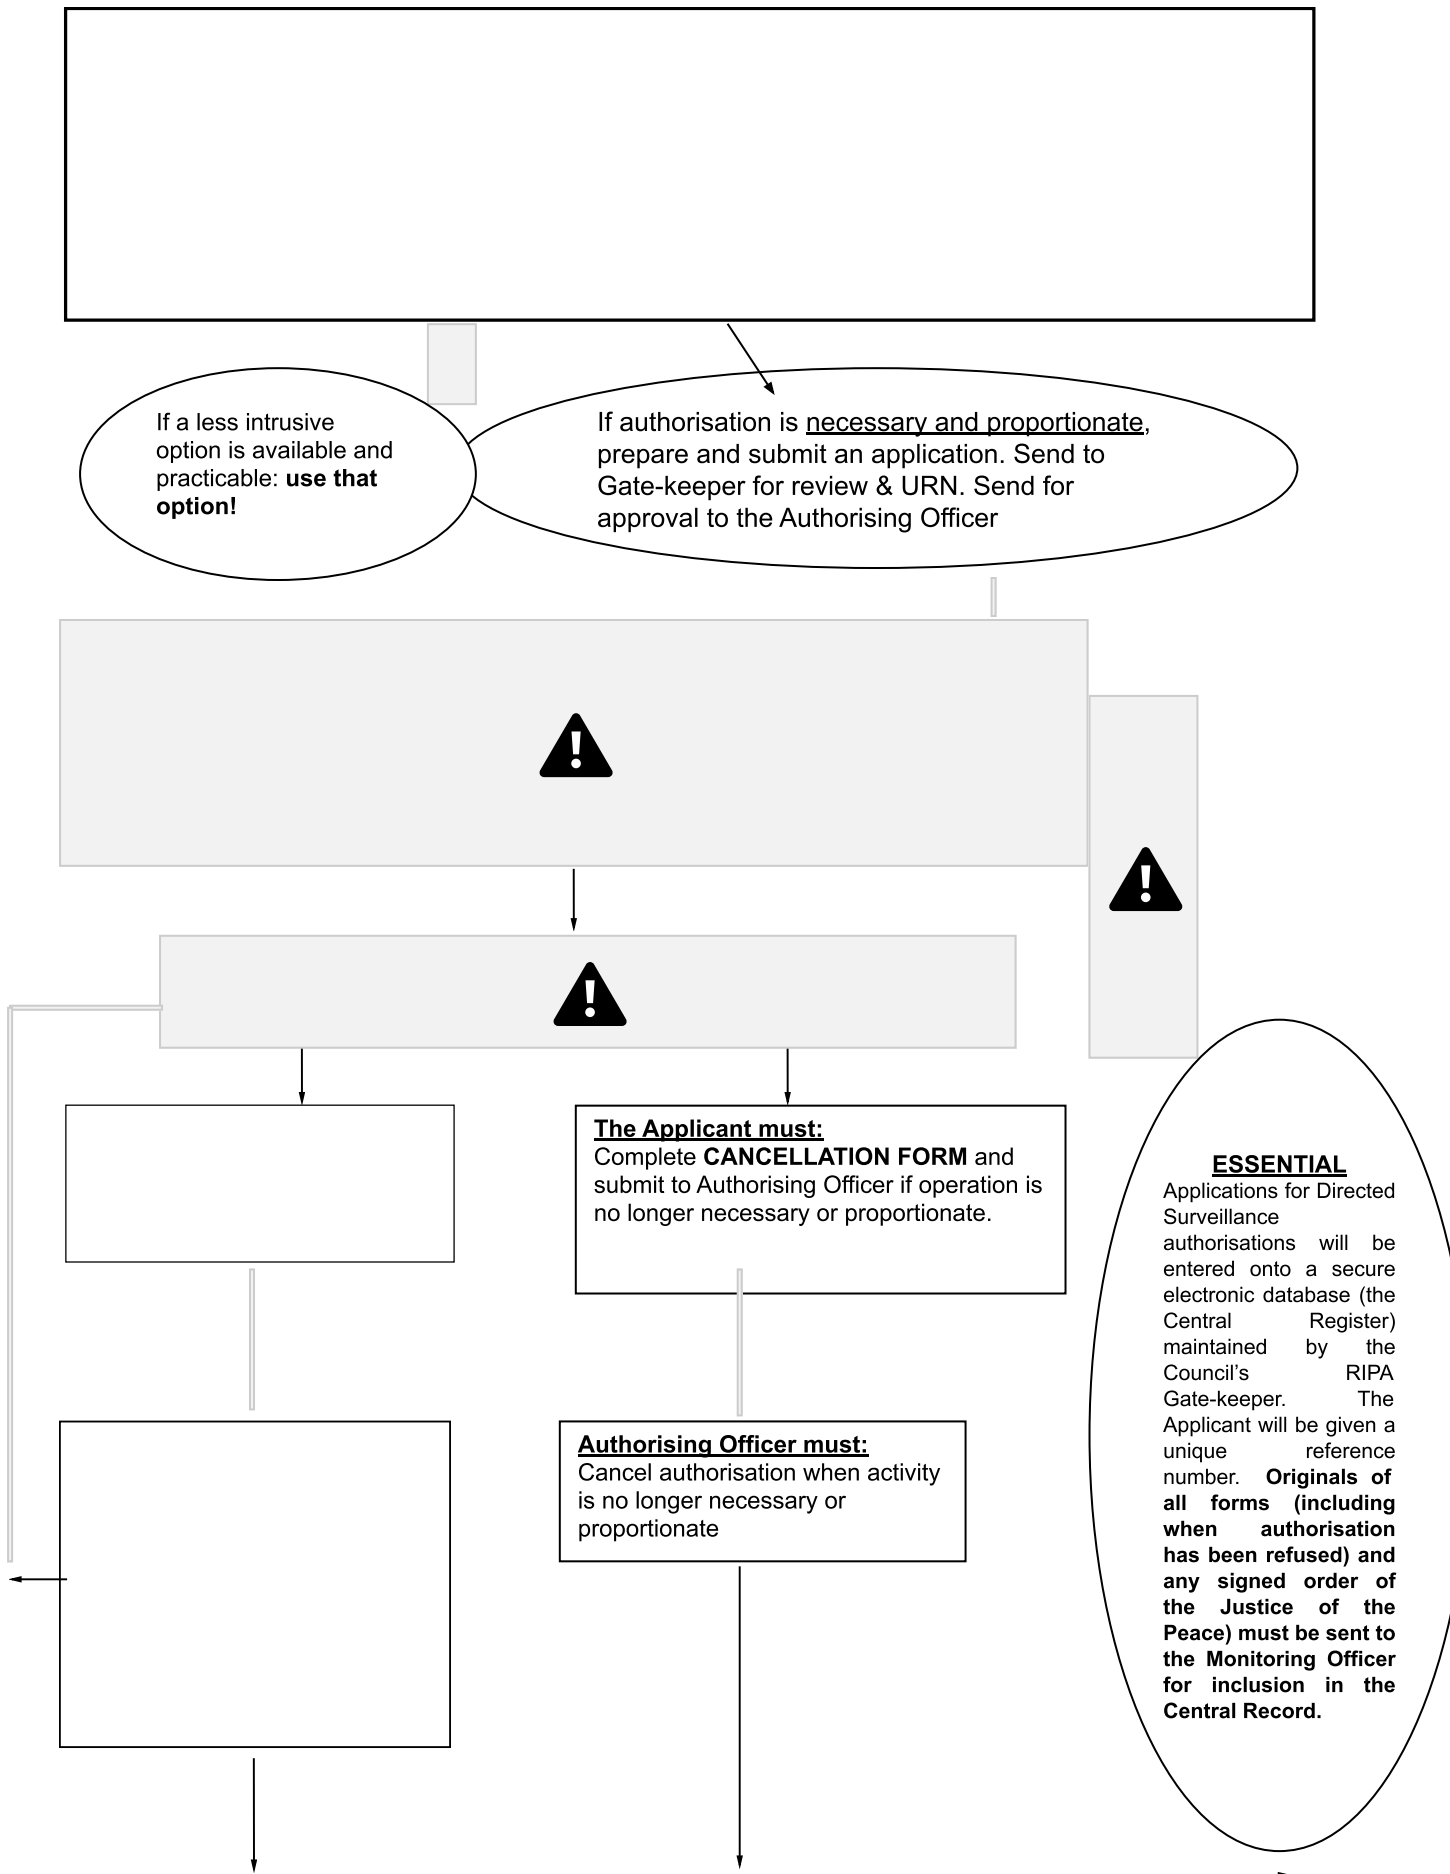 If a less intrusive
option is available and
practicable: use that
option!
If authorisation is necessary and proportionate,
prepare and submit an application. Send to
Gate-keeper for review & URN. Send for
approval to the Authorising Officer
The Applicant must:
Complete CANCELLATION FORM and
submit to Authorising Officer if operation is
no longer necessary or proportionate.
Authorising Officer must:
Cancel authorisation when activity
is no longer necessary or
proportionate
ESSENTIAL
Applications for Directed
Surveillance
authorisations will be
entered onto a secure
electronic database (the
Central Register)
maintained by the
Council’s RIPA
Gate-keeper. The
Applicant will be given a
unique reference
number. Originals of
all forms (including
when authorisation
has been refused) and
any signed order of
the Justice of the
Peace) must be sent to
the Monitoring Officer
for inclusion in the
Central Record.